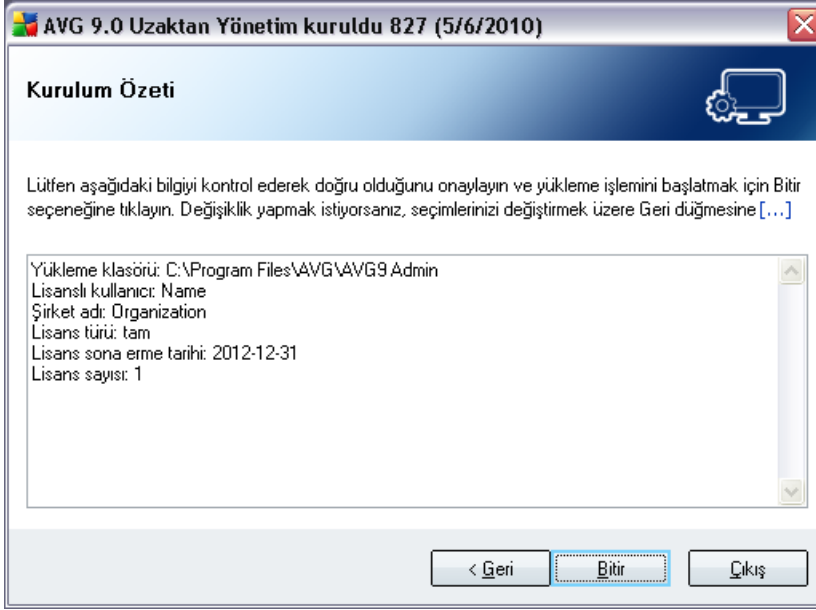 AVG 9.0 Uzaktan Yönetim kuruldu 827 (5/6/2010)
Kurulum Özeti
Lütfen aşağıdaki bilgiyi kontrol ederek doğru olduğunu onaylayın ve yükleme işlemini başlatmak için Bitir
seçeneğine tıklayın. Değişiklik yapmak istiyorsanız, seçimlerinizi değiştirmek üzere Geri düğmesine [...]
Yükleme klasörü: C:\Program Files\AVG\AVG9 Admin
Lisanslı kullanıcı: Name
Şirket adı: Organization
Lisans türü: tam
Lisans sona erme tarihi: 2012-12-31
Lisans sayısı: 1
< Geri
Bitir
Çıkış